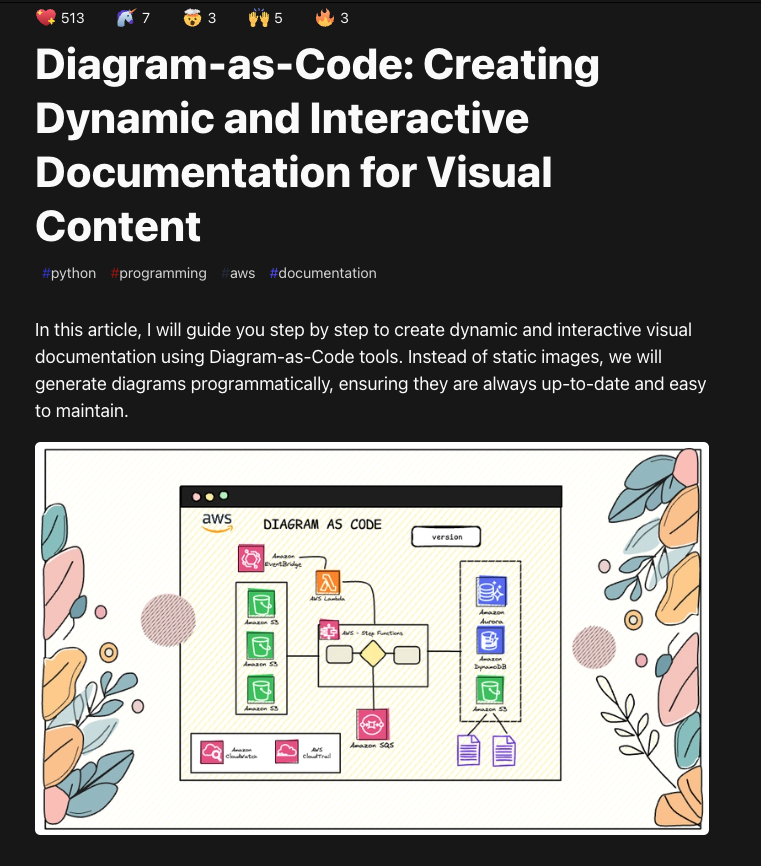 513 7 3 5 3
Diagram-as-Code: Creating
Dynamic and Interactive
Documentation for Visual
Content
#python #programming #aws #documentation
In this article, I will guide you step by step to create dynamic and interactive visual
documentation using Diagram-as-Code tools. Instead of static images, we will
generate diagrams programmatically, ensuring they are always up-to-date and easy
to maintain.
aws
DIAGRAM AS CODE
version
Amazon
EventBridge
AWS Lambda
Amazon S3
Amazon S3
Amazon S3
AWS - Step Functions
Amazon
Aurora
Amazon
DynamoDB
Amazon S3
Amazon SQS
Amazon
CloudWatch
AWS
CloudTrail